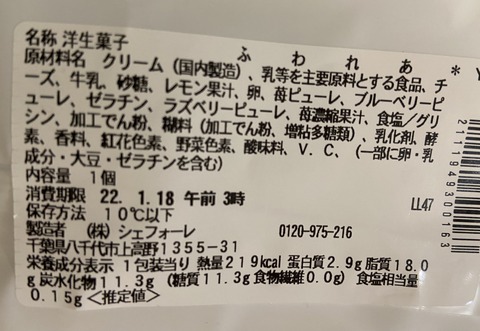 名称 洋生菓子
ふわれあ * Y
原材料名 クリーム（国内製造）、乳等を主要原料とする食品、チ
ーズ、牛乳、砂糖、レモン果汁、卵、苺ピューレ、ブルーベリーピ
ューレ、ゼラチン、ラズベリーピューレ、苺濃縮果汁、食塩／グリ
シン、加工でん粉、糊料（加工でん粉、増粘多糖類）、乳化剤、酵
素、香料、紅花色素、野菜色素、酸味料、V.C、（一部に卵・乳
成分・大豆・ゼラチンを含む）
内容量 1個
消費期限 22. 1.18 午前 3時
LL47
保存方法 10℃以下
製造者 （株）シェフォーレ 0120-975-216
千葉県八千代市上高野1355-31
栄養成分表示 1包装当り 熱量219kcal 蛋白質2.9g 脂質18.0
g 炭水化物11.3g（糖質11.3g 食物繊維0.0g） 食塩相当量
0.15g＜推定値＞
2111949300163